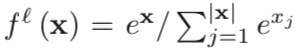 f^ℓ (𝐱) = e^𝐱 / ∑_{j=1}^{|𝐱|} e^{x_j}